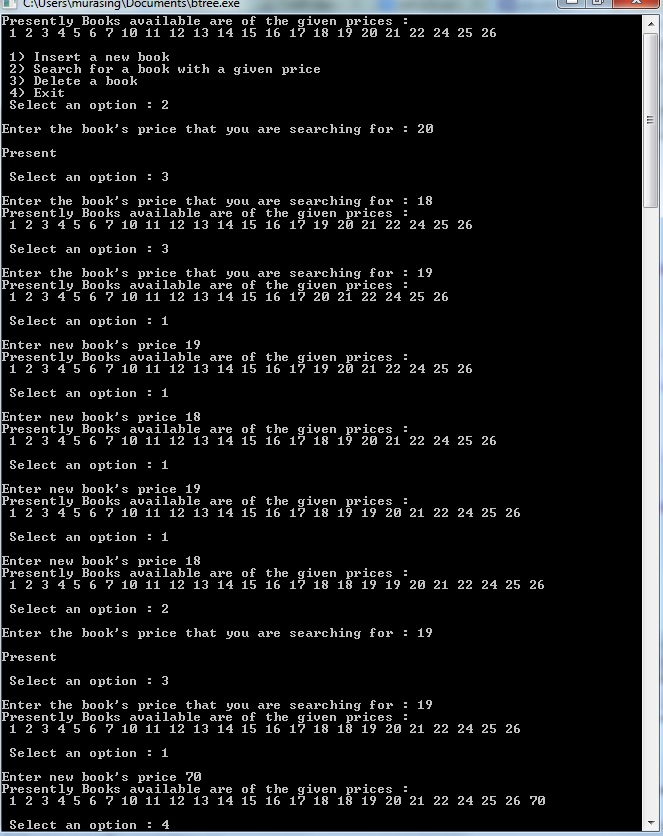 C:\Users\murasing\Documents\btree.exe
Presently Books available are of the given prices :
1 2 3 4 5 6 7 10 11 12 13 14 15 16 17 18 19 20 21 22 24 25 26
1) Insert a new book
2) Search for a book with a given price
3) Delete a book
4) Exit
Select an option : 2
Enter the book's price that you are searching for : 20
Present
Select an option : 3
Enter the book's price that you are searching for : 18
Presently Books available are of the given prices :
1 2 3 4 5 6 7 10 11 12 13 14 15 16 17 19 20 21 22 24 25 26
Select an option : 3
Enter the book's price that you are searching for : 19
Presently Books available are of the given prices :
1 2 3 4 5 6 7 10 11 12 13 14 15 16 17 20 21 22 24 25 26
Select an option : 1
Enter new book's price 19
Presently Books available are of the given prices :
1 2 3 4 5 6 7 10 11 12 13 14 15 16 17 19 20 21 22 24 25 26
Select an option : 1
Enter new book's price 18
Presently Books available are of the given prices :
1 2 3 4 5 6 7 10 11 12 13 14 15 16 17 18 19 20 21 22 24 25 26
Select an option : 1
Enter new book's price 19
Presently Books available are of the given prices :
1 2 3 4 5 6 7 10 11 12 13 14 15 16 17 18 19 19 20 21 22 24 25 26
Select an option : 1
Enter new book's price 18
Presently Books available are of the given prices :
1 2 3 4 5 6 7 10 11 12 13 14 15 16 17 18 18 19 19 20 21 22 24 25 26
Select an option : 2
Enter the book's price that you are searching for : 19
Present
Select an option : 3
Enter the book's price that you are searching for : 19
Presently Books available are of the given prices :
1 2 3 4 5 6 7 10 11 12 13 14 15 16 17 18 18 19 20 21 22 24 25 26
Select an option : 1
Enter new book's price 70
Presently Books available are of the given prices :
1 2 3 4 5 6 7 10 11 12 13 14 15 16 17 18 18 19 20 21 22 24 25 26 70
Select an option : 4